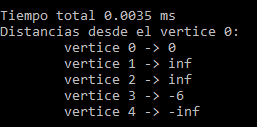 Tiempo total 0.0035 ms
Distancias desde el vertice 0:
vertice 0 -> 0
vertice 1 -> inf
vertice 2 -> inf
vertice 3 -> -6
vertice 4 -> -inf